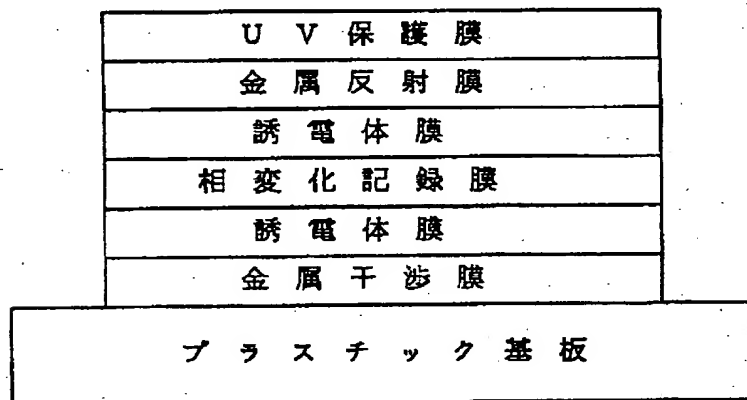 UV保護膜
金属反射膜
誘電体膜
相変化記録膜
誘電体膜
金属干渉膜
プラスチック基板